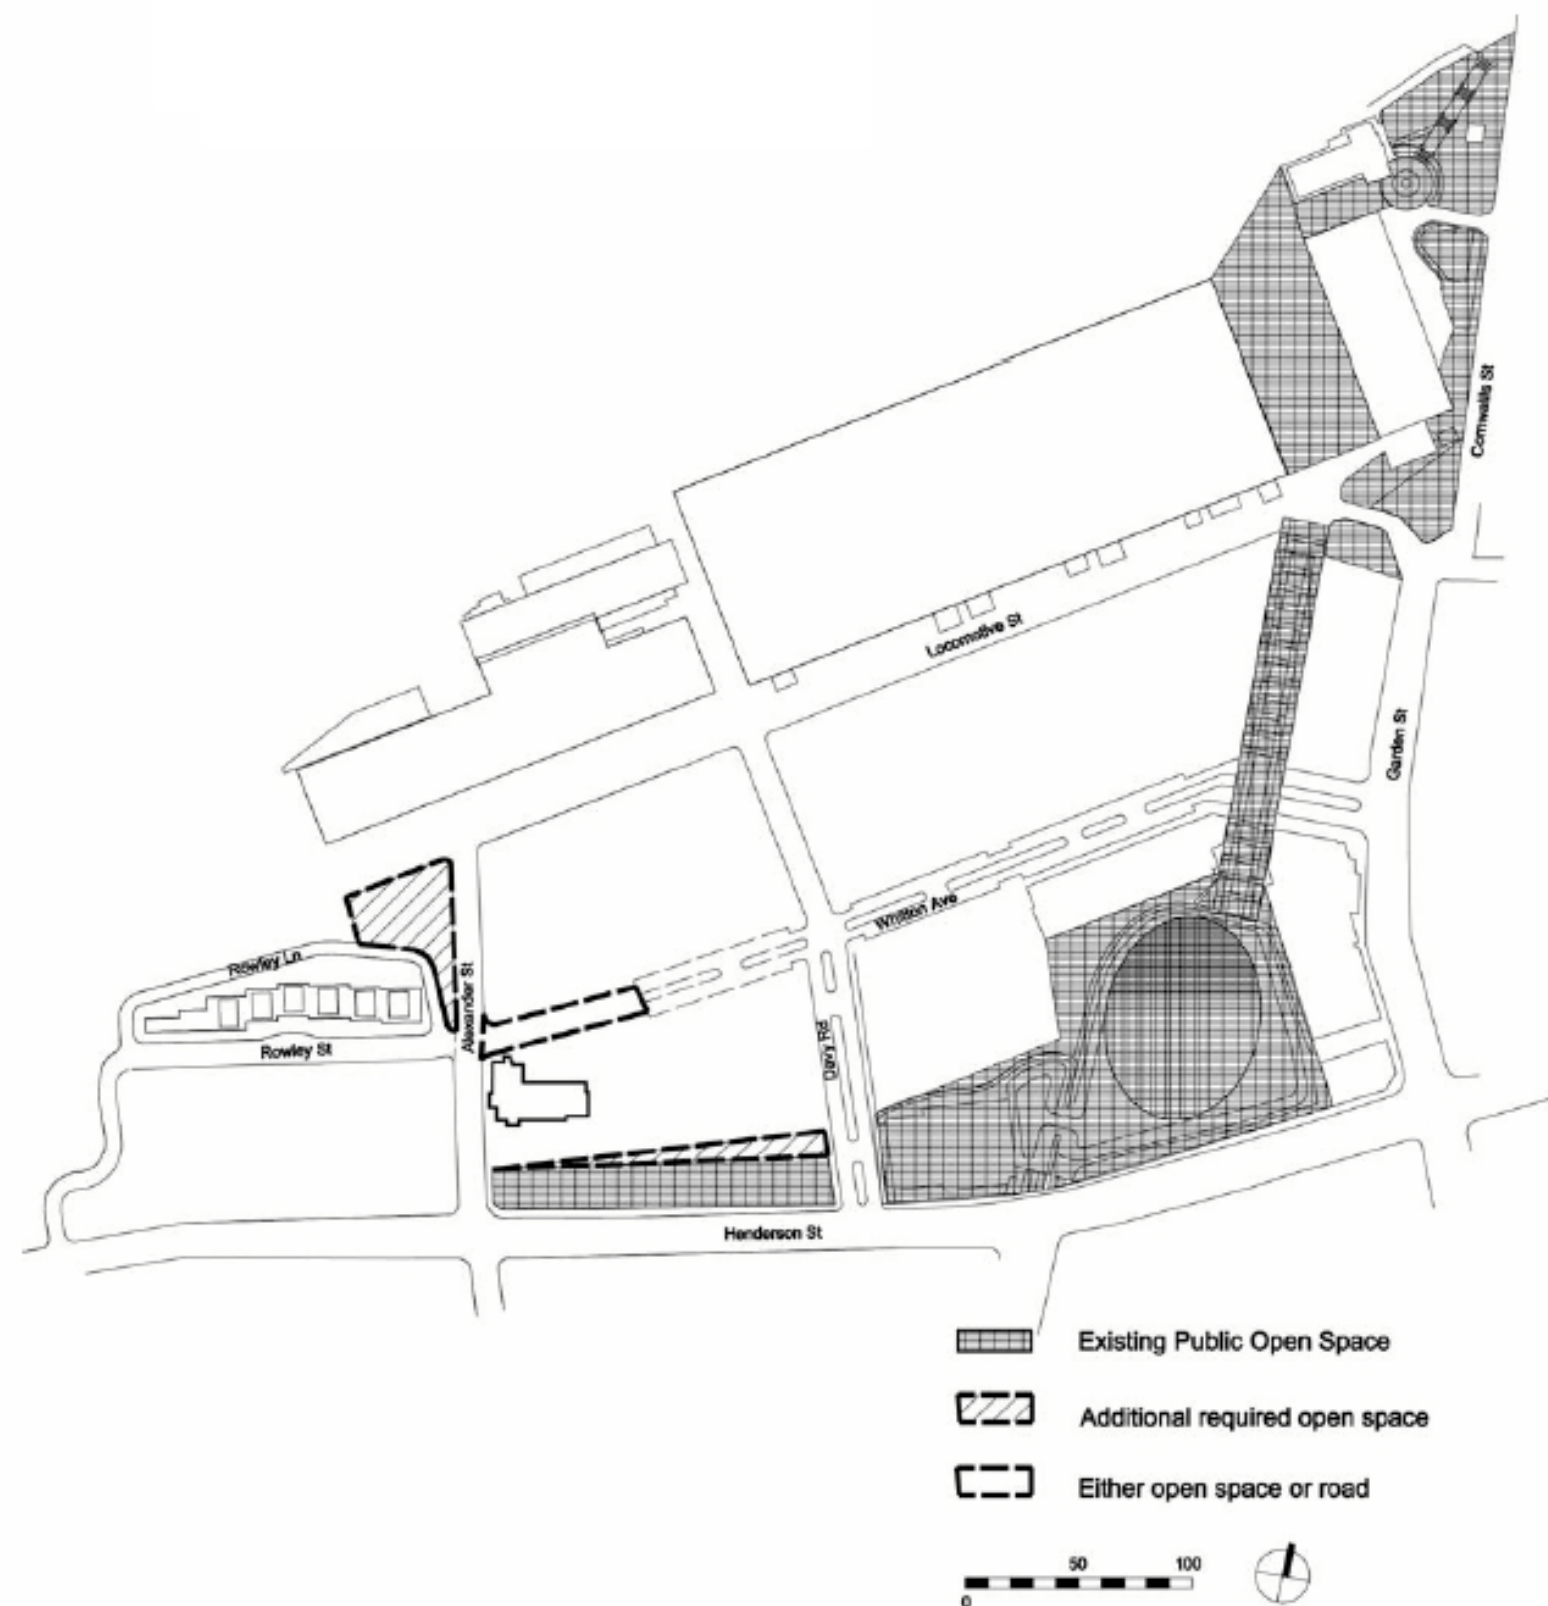 Cornwallis St
Locomotive St
Garden St
Whitton Ave
Rowley Ln
Alexander St
Davy Rd
Rowley St
Henderson St
Existing Public Open Space
Additional required open space
Either open space or road
50 100
0